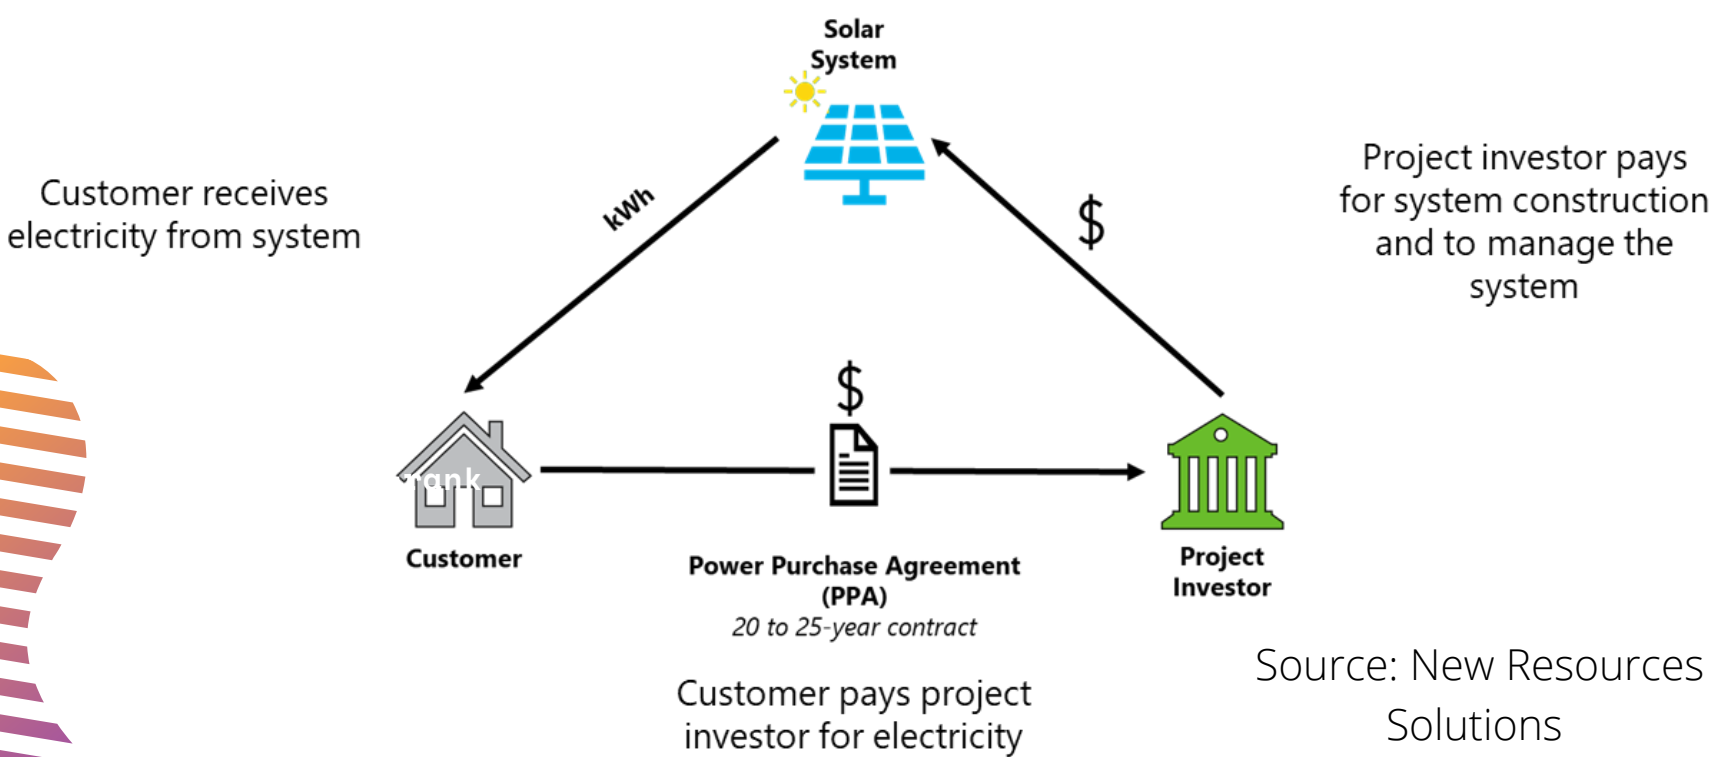 Solar
System
Customer receives
electricity from system
kWh
$
Project investor pays
for system construction
and to manage the
system
$
Customer
Power Purchase Agreement
(PPA)
20 to 25-year contract
Customer pays project
investor for electricity
Project
Investor
Source: New Resources
Solutions